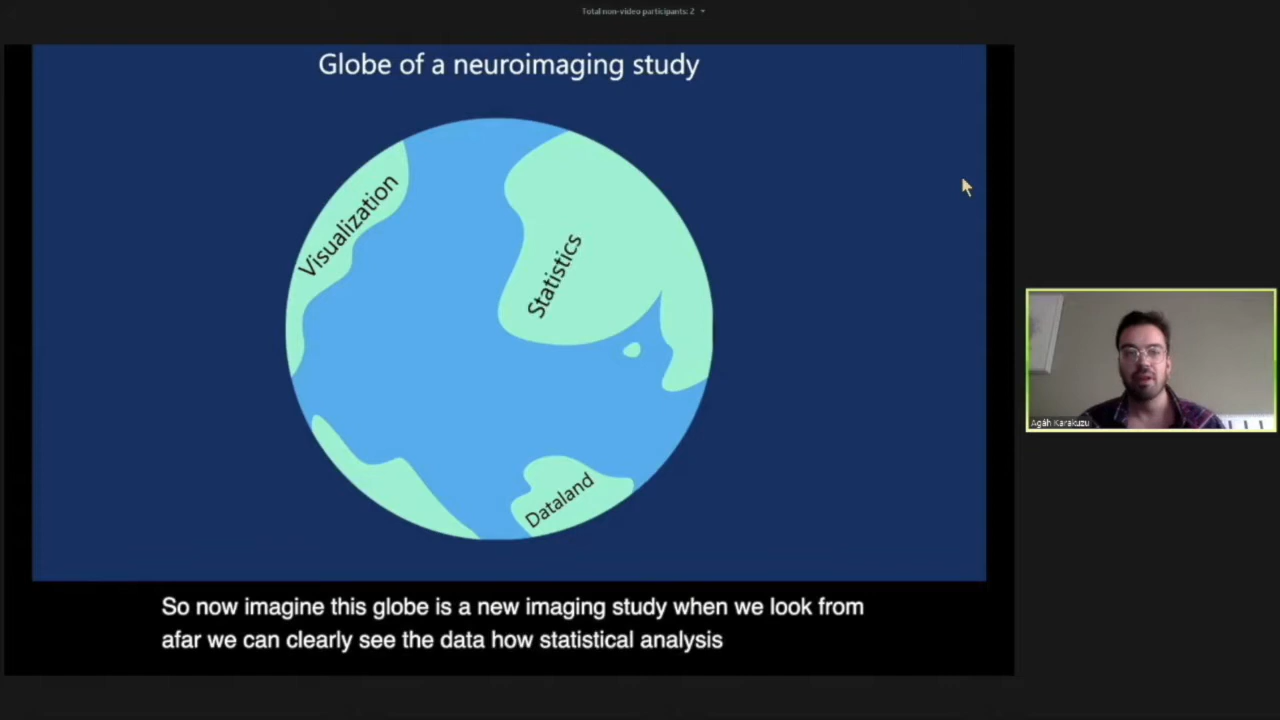 Total non-video participants: 2
Globe of a neuroimaging study
Visualization
Statistics
Dataland
Agâh Karakuzu
So now imagine this globe is a new imaging study when we look from
afar we can clearly see the data how statistical analysis